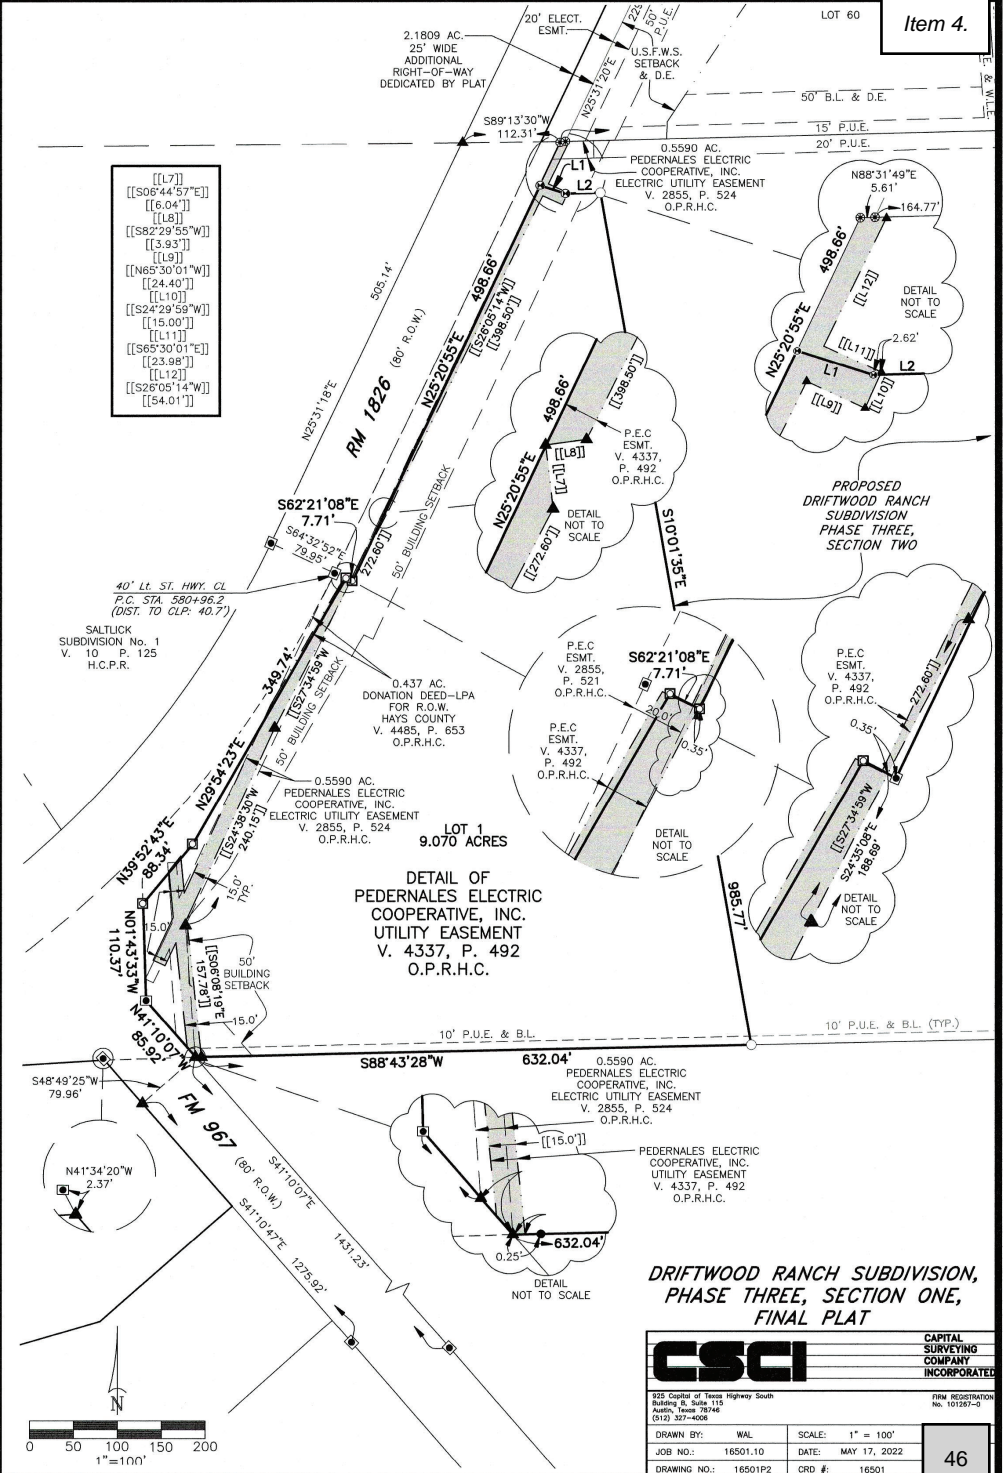 Item 4.
LOT 60
20' ELECT.
ESMT.
50'
P.U.E.
2.1809 AC.
25' WIDE
ADDITIONAL
RIGHT-OF-WAY
DEDICATED BY PLAT
U.S.F.W.S.
SETBACK
& D.E.
N25°31'20"E
50' B.L. & D.E.
E. & W.L.E.
S89°13'30"W
112.31'
15' P.U.E.
20' P.U.E.
0.5590 AC.
PEDERNALES ELECTRIC
COOPERATIVE, INC.
ELECTRIC UTILITY EASEMENT
V. 2855, P. 524
O.P.R.H.C.
L1
L2
[[L7]]
[[S06°44'57"E]]
[[6.04']]
[[L8]]
[[S82°29'55"W]]
[[3.93']]
[[L9]]
[[N65°30'01"W]]
[[24.40']]
[[L10]]
[[S24°29'59"W]]
[[15.00']]
[[L11]]
[[S65°30'01"E]]
[[23.98']]
[[L12]]
[[S26°05'14"W]]
[[54.01']]
N88°31'49"E
5.61'
164.77'
498.66'
[[L12]]
DETAIL
NOT TO
SCALE
N25°20'55"E
[[L11]]
2.62'
L1
L2
[[L9]]
[[L10]]
505.14'
N25°31'18"E
RM 1826 (80' R.O.W.)
N25°20'55"E 498.66'
[[S26°05'14"W]]
[[398.50']]
498.66'
[[398.50']]
P.E.C
ESMT.
V. 4337,
P. 492
O.P.R.H.C.
[[L8]]
[[L7]]
N25°20'55"E
[[272.60']]
DETAIL
NOT TO
SCALE
PROPOSED
DRIFTWOOD RANCH
SUBDIVISION
PHASE THREE,
SECTION TWO
S10°01'35"E
50' BUILDING SETBACK
S62°21'08"E
7.71'
S64°32'52"E
79.95'
272.60']]
40' Lt. ST. HWY. CL
P.C. STA. 580+96.2
(DIST. TO CLP: 40.7')
SALTLICK
SUBDIVISION No. 1
V. 10 P. 125
H.C.P.R.
349.74'
N29°54'23"E
[[S27°34'59"W
50' BUILDING SETBACK
0.437 AC.
DONATION DEED-LPA
FOR R.O.W.
HAYS COUNTY
V. 4485, P. 653
O.P.R.H.C.
P.E.C
ESMT.
V. 2855,
P. 521
O.P.R.H.C.
S62°21'08"E
7.71'
20.0'
0.35'
P.E.C
ESMT.
V. 4337,
P. 492
O.P.R.H.C.
DETAIL
NOT TO
SCALE
P.E.C
ESMT.
V. 4337,
P. 492
O.P.R.H.C.
272.60']]
0.35'
[[S27°34'59"W
S24°35'08"E
188.69'
DETAIL
NOT TO
SCALE
0.5590 AC.
PEDERNALES ELECTRIC
COOPERATIVE, INC.
ELECTRIC UTILITY EASEMENT
V. 2855, P. 524
O.P.R.H.C.
LOT 1
9.070 ACRES
[[S24°38'30"W
240.15']]
N39°52'43"E
88.34'
15.0'
TYP.
DETAIL OF
PEDERNALES ELECTRIC
COOPERATIVE, INC.
UTILITY EASEMENT
V. 4337, P. 492
O.P.R.H.C.
985.77'
N01°43'33"W
110.37'
15.0'
[[S06°08'19"E
157.78']]
50'
BUILDING
SETBACK
15.0'
N41°10'07"W
85.92'
10' P.U.E. & B.L.
10' P.U.E. & B.L. (TYP.)
S88°43'28"W 632.04'
S48°49'25"W
79.96'
FM 967 (80' R.O.W.)
0.5590 AC.
PEDERNALES ELECTRIC
COOPERATIVE, INC.
ELECTRIC UTILITY EASEMENT
V. 2855, P. 524
O.P.R.H.C.
[[15.0']]
PEDERNALES ELECTRIC
COOPERATIVE, INC.
UTILITY EASEMENT
V. 4337, P. 492
O.P.R.H.C.
N41°34'20"W
2.37'
S41°10'07"E 1431.23'
S41°10'47"E 1275.92'
0.25'
632.04'
DETAIL
NOT TO SCALE
DRIFTWOOD RANCH SUBDIVISION,
PHASE THREE, SECTION ONE,
FINAL PLAT
CSCI
CAPITAL
SURVEYING
COMPANY
INCORPORATED
925 Capital of Texas Highway South
Building B, Suite 115
Austin, Texas 78746
(512) 327-4006
FIRM REGISTRATION
No. 101267-0
DRAWN BY: WAL
SCALE: 1" = 100'
JOB NO.: 16501.10
DATE: MAY 17, 2022
DRAWING NO.: 16501P2
CRD #: 16501
46
N
0 50 100 150 200
1"=100'